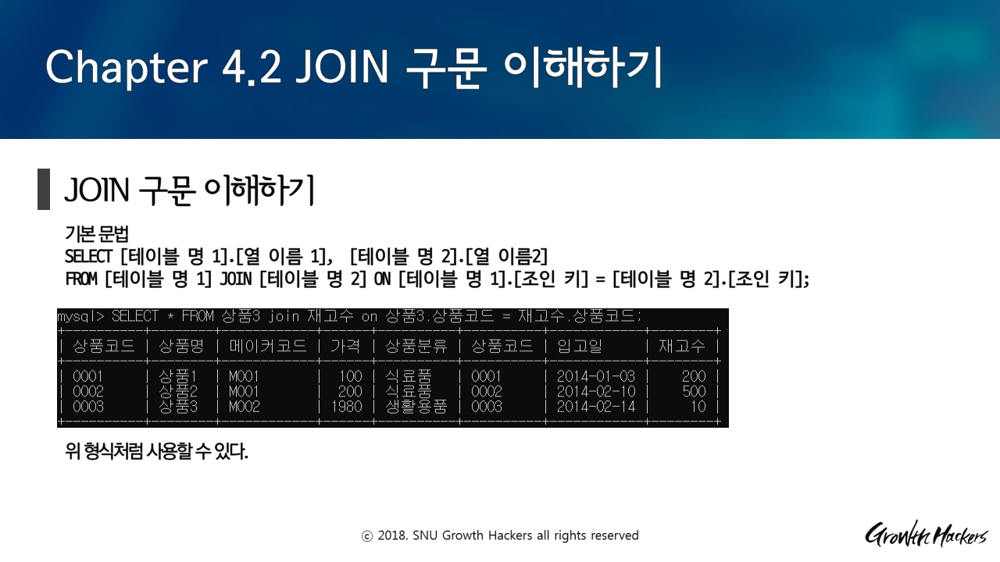 Chapter 4.2 JOIN 구문 이해하기
JOIN 구문 이해하기
기본 문법
SELECT [테이블 명 1].[열 이름 1], [테이블 명 2].[열 이름2]
FROM [테이블 명 1] JOIN [테이블 명 2] ON [테이블 명 1].[조인 키] = [테이블 명 2].[조인 키];
mysql> SELECT * FROM 상품3 join 재고수 on 상품3.상품코드 = 재고수.상품코드;
+----------+--------+------------+------+----------+----------+------------+--------+
| 상품코드 | 상품명 | 메이커코드 | 가격 | 상품분류 | 상품코드 | 입고일 | 재고수 |
+----------+--------+------------+------+----------+----------+------------+--------+
| 0001 | 상품1 | M001 | 100 | 식료품 | 0001 | 2014-01-03 | 200 |
| 0002 | 상품2 | M001 | 200 | 식료품 | 0002 | 2014-02-10 | 500 |
| 0003 | 상품3 | M002 | 1980 | 생활용품 | 0003 | 2014-02-14 | 10 |
+----------+--------+------------+------+----------+----------+------------+--------+
위 형식처럼 사용할 수 있다.
ⓒ 2018. SNU Growth Hackers all rights reserved
Growth Hackers